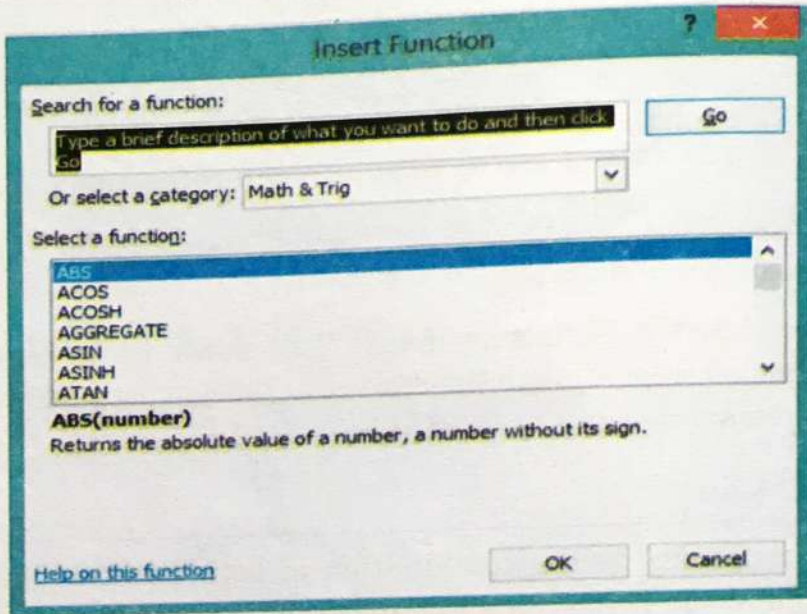 Insert Function
?
×
Search for a function:
Type a brief description of what you want to do and then click
Go
Go
Or select a category: Math & Trig
Select a function:
ABS
ACOS
ACOSH
AGGREGATE
ASIN
ASINH
ATAN
ABS(number)
Returns the absolute value of a number, a number without its sign.
Help on this function
OK
Cancel